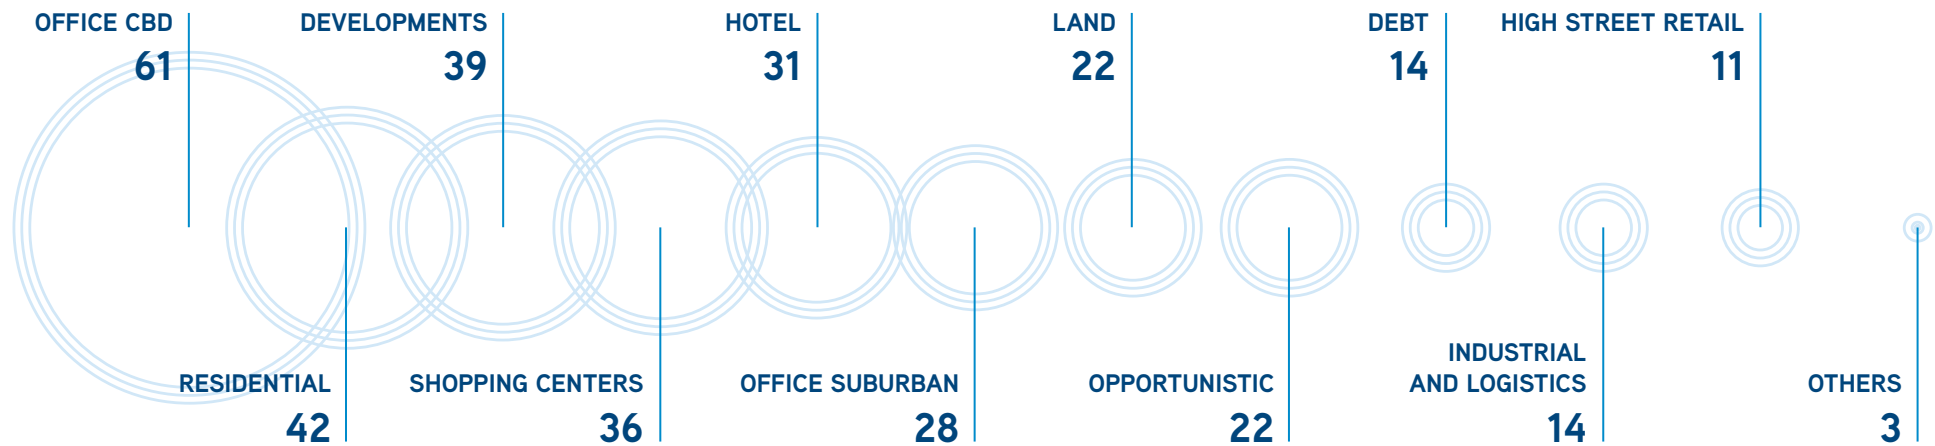 OFFICE CBD
61
DEVELOPMENTS
39
HOTEL
31
LAND
22
DEBT
14
HIGH STREET RETAIL
11
RESIDENTIAL
42
SHOPPING CENTERS
36
OFFICE SUBURBAN
28
OPPORTUNISTIC
22
INDUSTRIAL
AND LOGISTICS
14
OTHERS
3